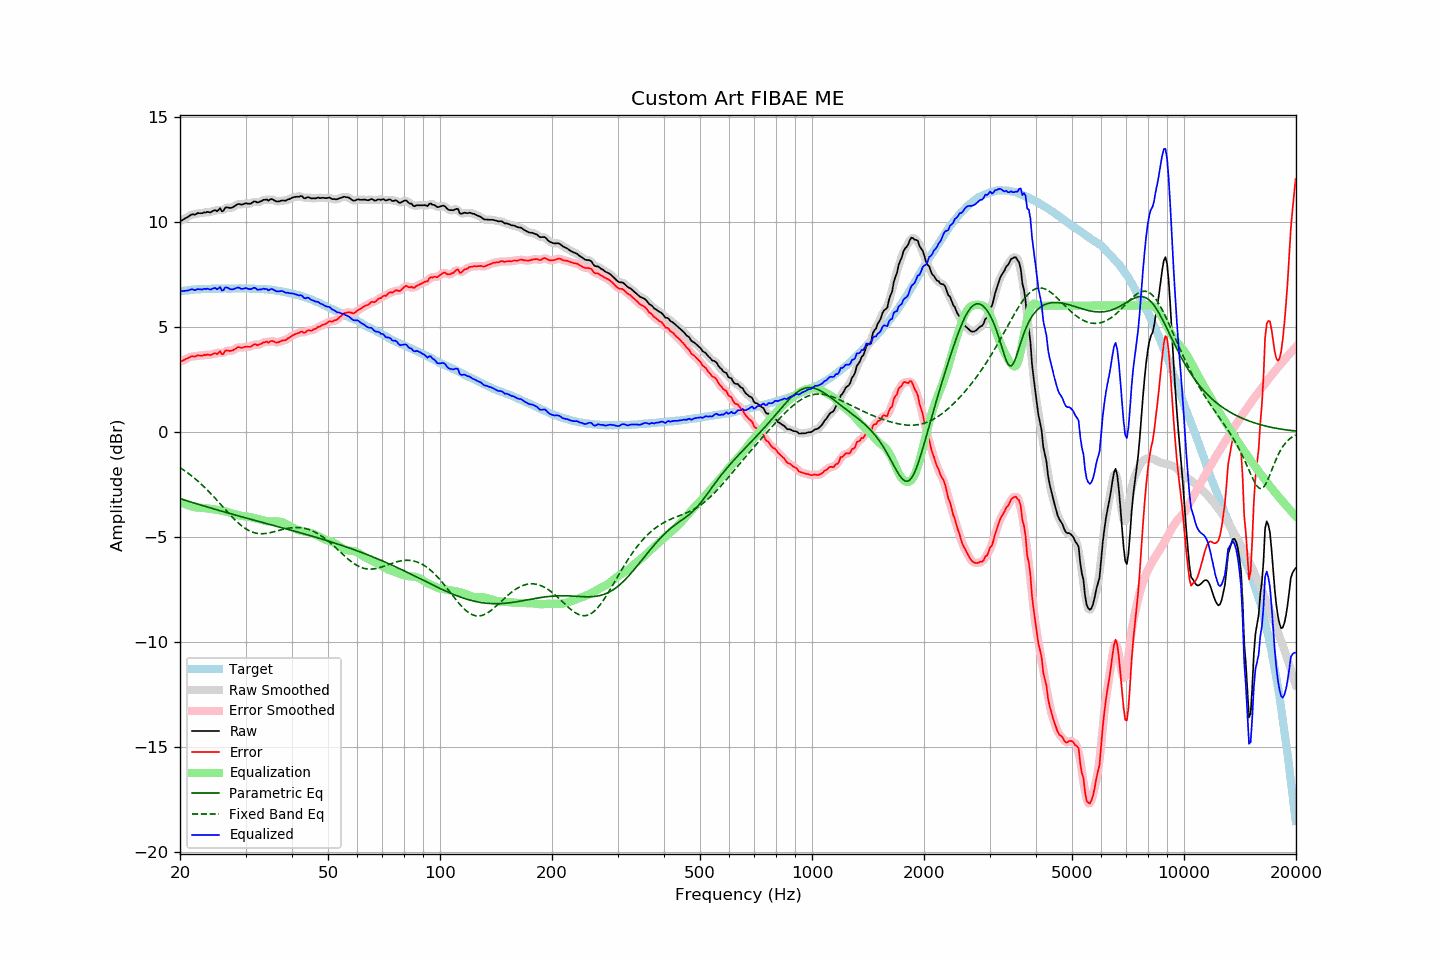 Custom Art FIBAE ME
15
10
5
0
−5
−10
−15
−20
Amplitude (dBr)
Target
Raw Smoothed
Error Smoothed
Raw
Error
Equalization
Parametric Eq
Fixed Band Eq
Equalized
20 50 100 200 500 1000 2000 5000 10000 20000
Frequency (Hz)